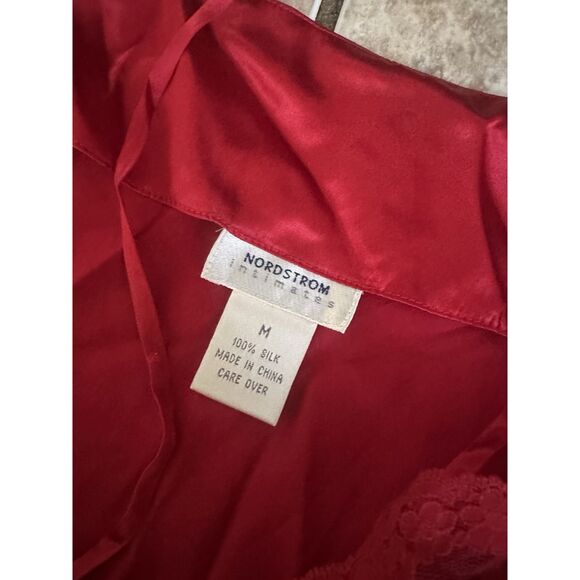 NORDSTROM
intimates
M
100% SILK
MADE IN CHINA
CARE OVER